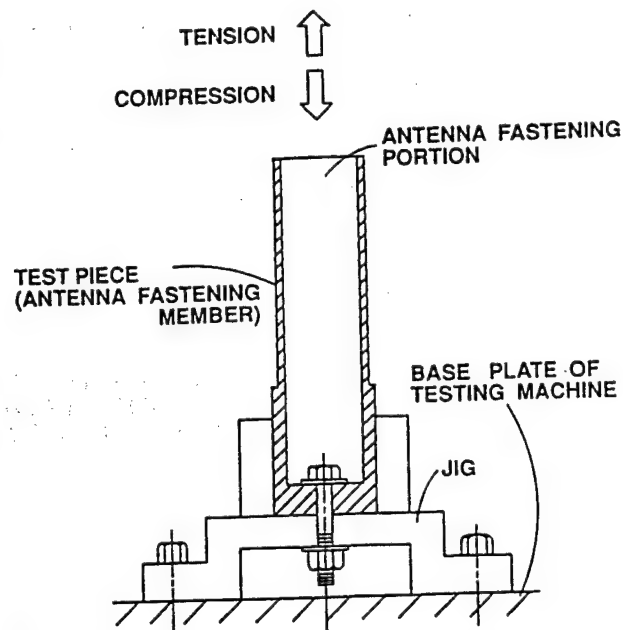 TENSION
COMPRESSION
ANTENNA FASTENING
PORTION
TEST PIECE
(ANTENNA FASTENING
MEMBER)
BASE PLATE OF
TESTING MACHINE
JIG